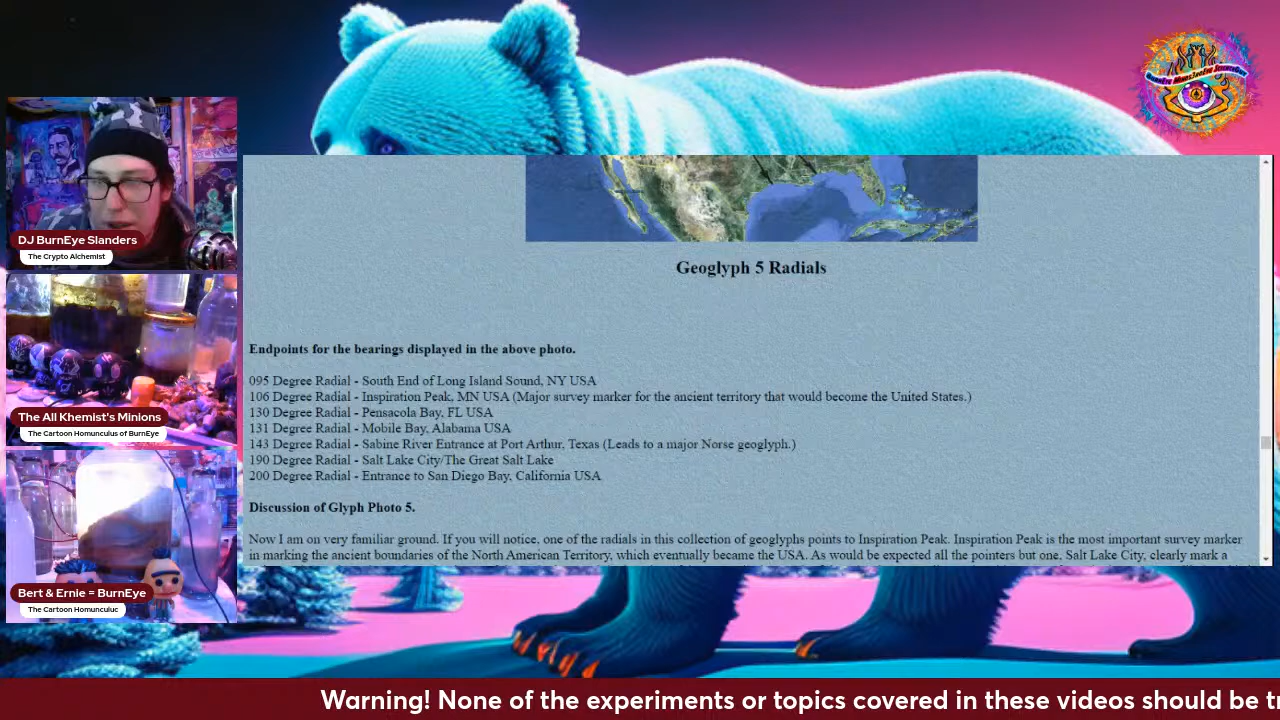 DJ BurnEye Slanders
The Crypto Alchemist
The All Khemist's Minions
The Cartoon Homunculus of BurnEye
Bert & Ernie = BurnEye
The Cartoon Homunculuc
Geoglyph 5 Radials
Endpoints for the bearings displayed in the above photo.
095 Degree Radial - South End of Long Island Sound, NY USA
106 Degree Radial - Inspiration Peak, MN USA (Major survey marker for the ancient territory that would become the United States.)
130 Degree Radial - Pensacola Bay, FL USA
131 Degree Radial - Mobile Bay, Alabama USA
143 Degree Radial - Sabine River Entrance at Port Arthur, Texas (Leads to a major Norse geoglyph.)
190 Degree Radial - Salt Lake City/The Great Salt Lake
200 Degree Radial - Entrance to San Diego Bay, California USA
Discussion of Glyph Photo 5.
Now I am on very familiar ground. If you will notice, one of the radials in this collection of geoglyphs points to Inspiration Peak. Inspiration Peak is the most important survey marker
in marking the ancient boundaries of the North American Territory, which eventually became the USA. As would be expected all the pointers but one, Salt Lake City, clearly mark a
Warning! None of the experiments or topics covered in these videos should be t